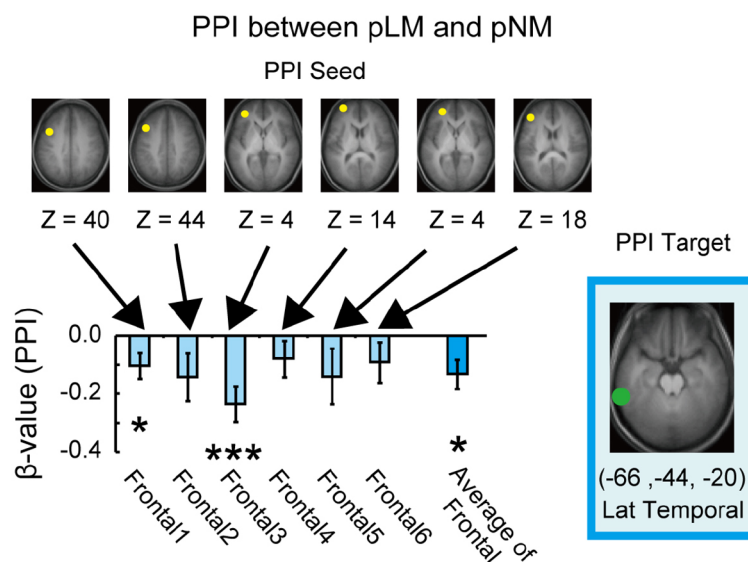 PPI between pLM and pNM
PPI Seed
Z = 40
Z = 44
Z = 4
Z = 14
Z = 4
Z = 18
PPI Target
β-value (PPI)
0.0
-0.2
-0.4
*
***
*
Frontal1
Frontal2
Frontal3
Frontal4
Frontal5
Frontal6
Average of
Frontal
(-66 ,-44, -20)
Lat Temporal